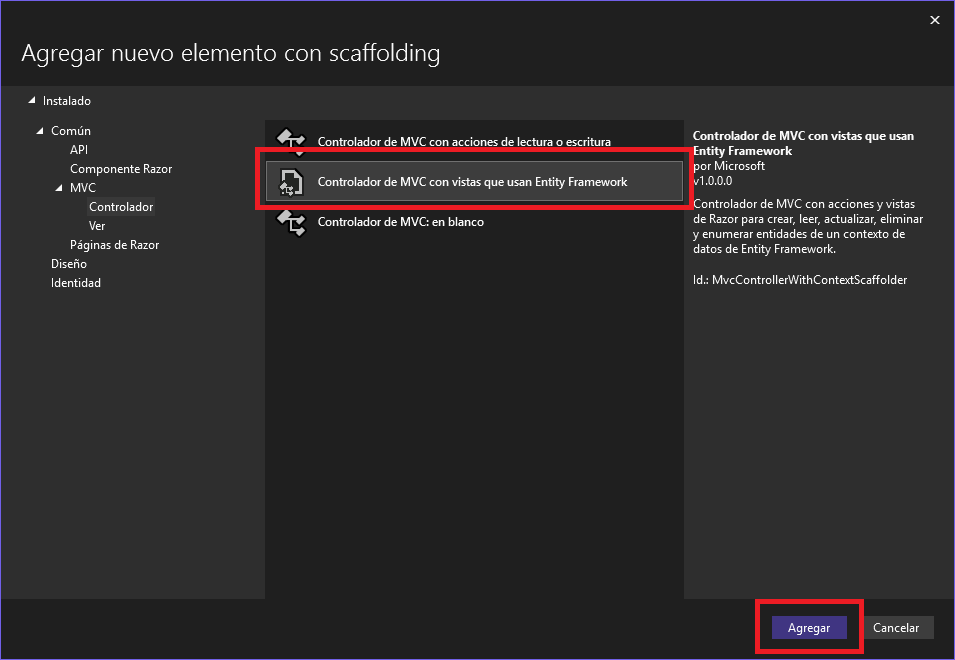 Agregar nuevo elemento con scaffolding
Instalado
Común
API
Componente Razor
MVC
Controlador
Ver
Páginas de Razor
Diseño
Identidad
Controlador de MVC con acciones de lectura o escritura
Controlador de MVC con vistas que usan Entity Framework
Controlador de MVC: en blanco
Controlador de MVC con vistas que usan
Entity Framework
por Microsoft
v1.0.0.0
Controlador de MVC con acciones y vistas
de Razor para crear, leer, actualizar, eliminar
y enumerar entidades de un contexto de
datos de Entity Framework.
Id.: MvcControllerWithContextScaffolder
Agregar
Cancelar